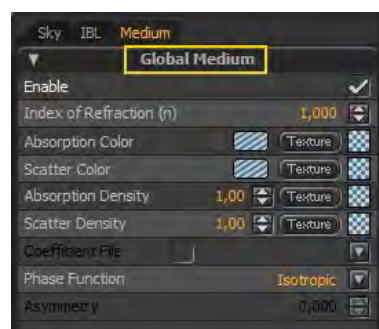 Sky IBL Medium
Global Medium
Enable
Index of Refraction (n) 1,000
Absorption Color Texture
Scatter Color Texture
Absorption Density 1,00 Texture
Scatter Density 1,00 Texture
Coefficient File
Phase Function Isotropic
Asymmetry 0,000